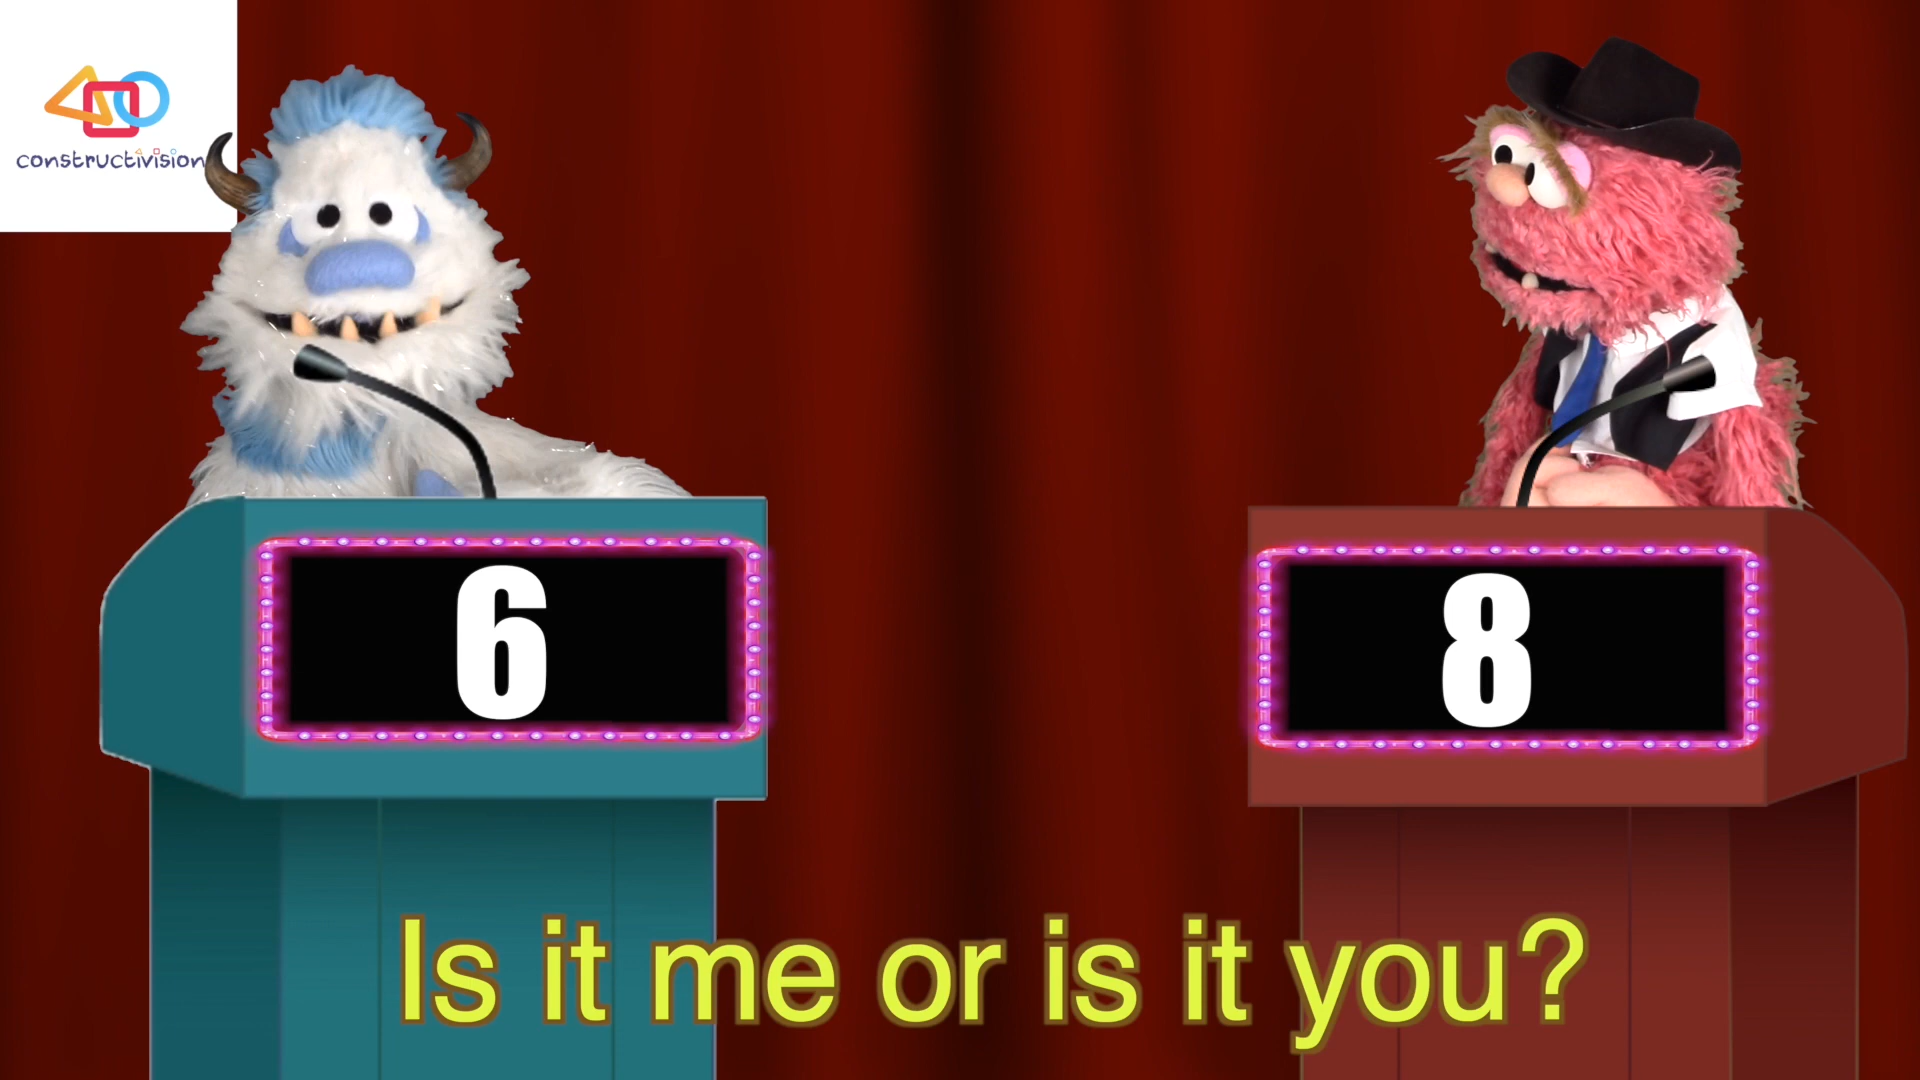 constructivision
6
8
Is it me or is it you?